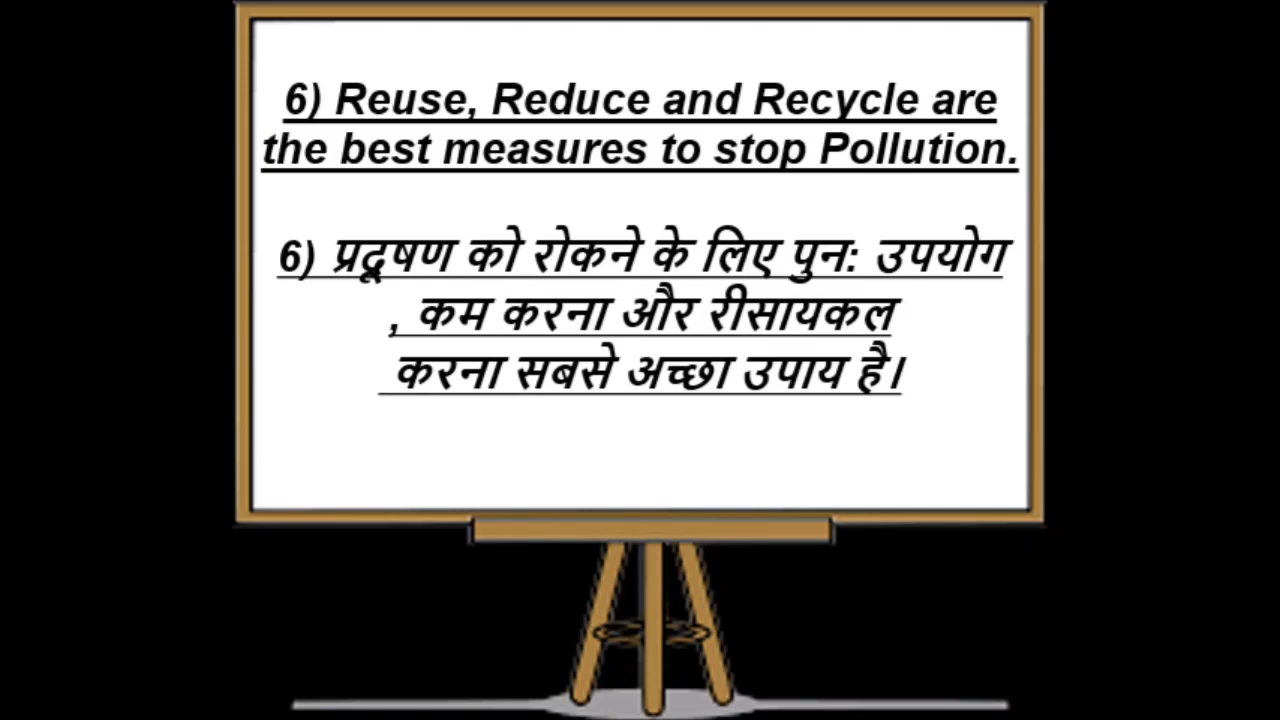 6) Reuse, Reduce and Recycle are
the best measures to stop Pollution.
6) प्रदूषण को रोकने के लिए पुन: उपयोग
, कम करना और रीसायकल
करना सबसे अच्छा उपाय है।